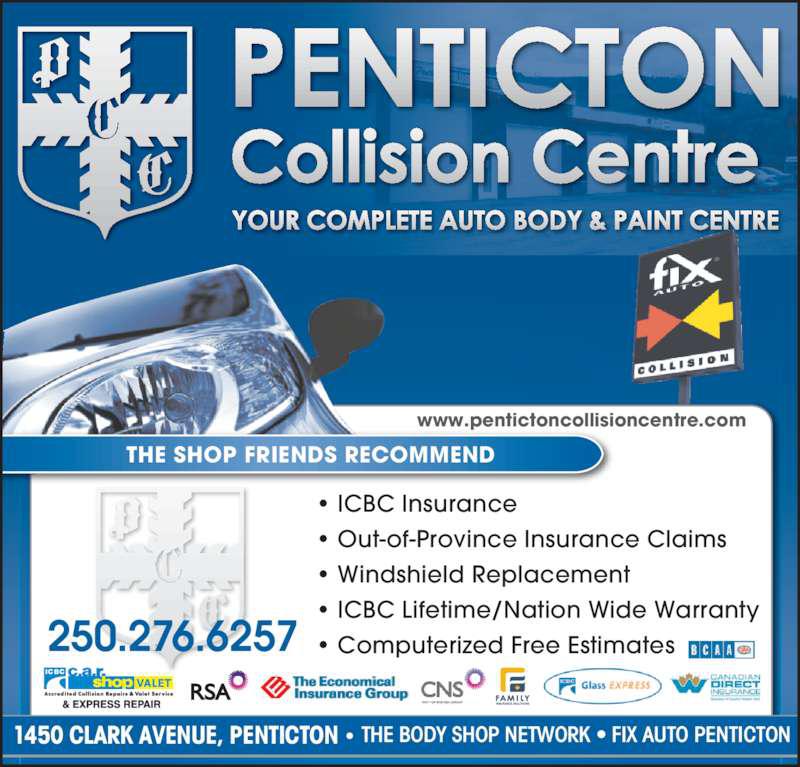 P
C
C
PENTICTON
Collision Centre
YOUR COMPLETE AUTO BODY & PAINT CENTRE
fix
AUTO
COLLISION
www.pentictoncollisioncentre.com
THE SHOP FRIENDS RECOMMEND
P
C
C
• ICBC Insurance
• Out-of-Province Insurance Claims
• Windshield Replacement
• ICBC Lifetime/Nation Wide Warranty
• Computerized Free Estimates
BCAA
250.276.6257
ICBC c.a.r.
shop VALET
Accredited Collision Repairs & Valet Service
& EXPRESS REPAIR
RSA
The Economical
Insurance Group
CNS
FAMILY
INSURANCE SOLUTIONS
ICBC Glass EXPRESS
CANADIAN
DIRECT
INSURANCE
1450 CLARK AVENUE, PENTICTON • THE BODY SHOP NETWORK • FIX AUTO PENTICTON